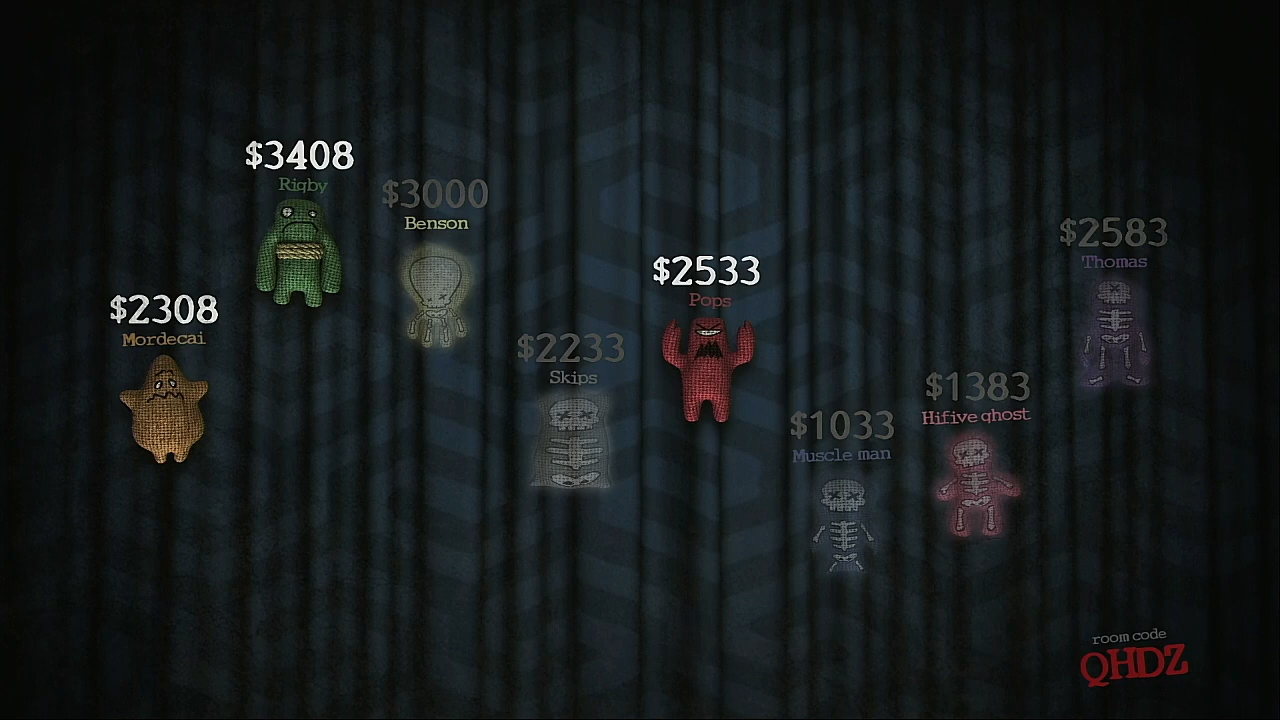 $3408
Rigby
$3000
Benson
$2308
Mordecai
$2233
Skips
$2533
Pops
$1033
Muscle man
$1383
Hifive ghost
$2583
Thomas
room code
QHDZ